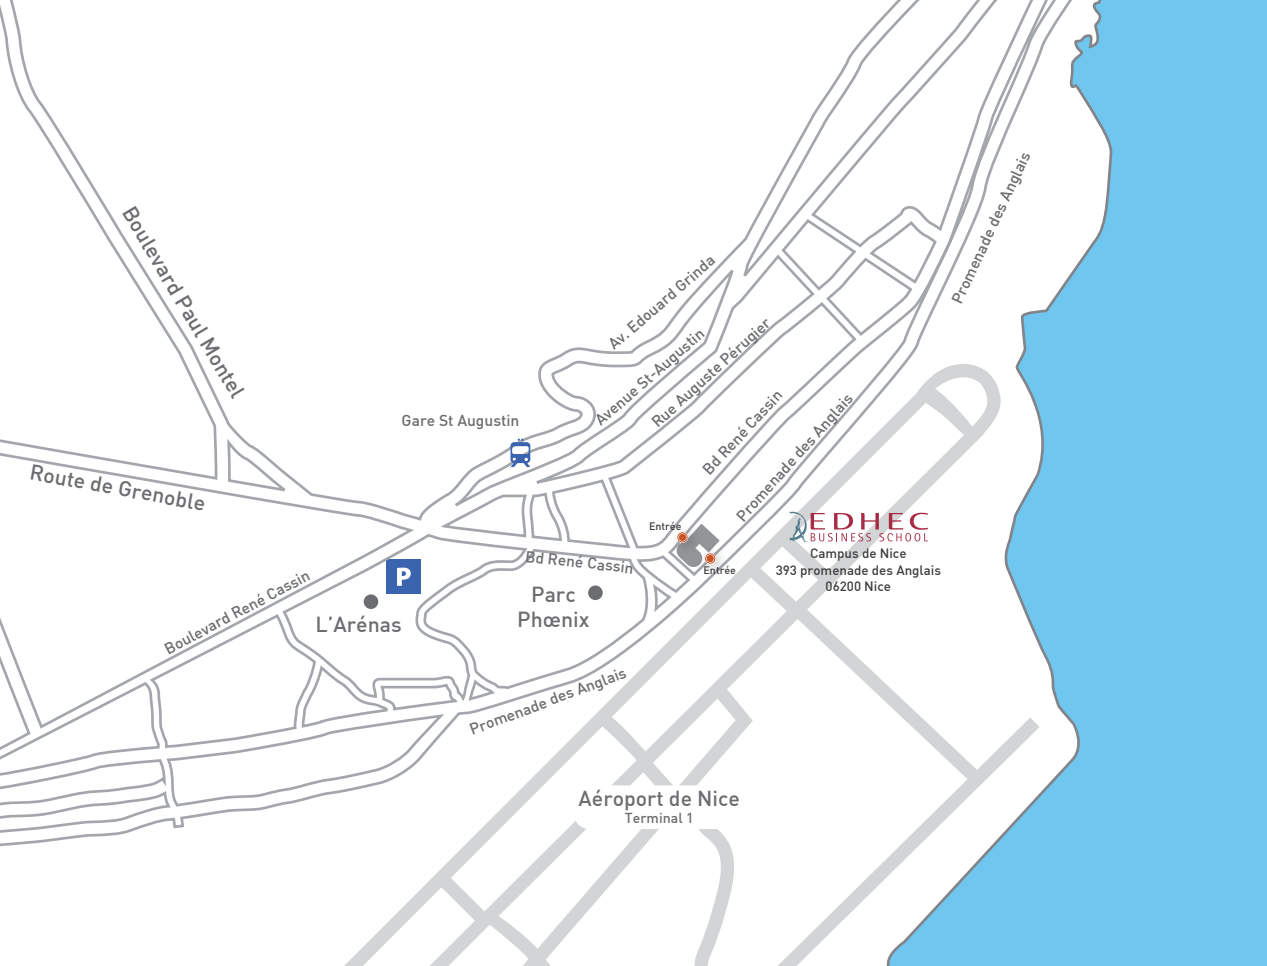 Promenade des Anglais
Boulevard Paul Montel
Av. Edouard Grinda
Avenue St-Augustin
Rue Auguste Pérugier
Gare St Augustin
Bd René Cassin
Promenade des Anglais
Route de Grenoble
Entrée
EDHEC
BUSINESS SCHOOL
Campus de Nice
393 promenade des Anglais
06200 Nice
Entrée
Bd René Cassin
P
Boulevard René Cassin
L'Arénas
Parc
Phœnix
Promenade des Anglais
Aéroport de Nice
Terminal 1